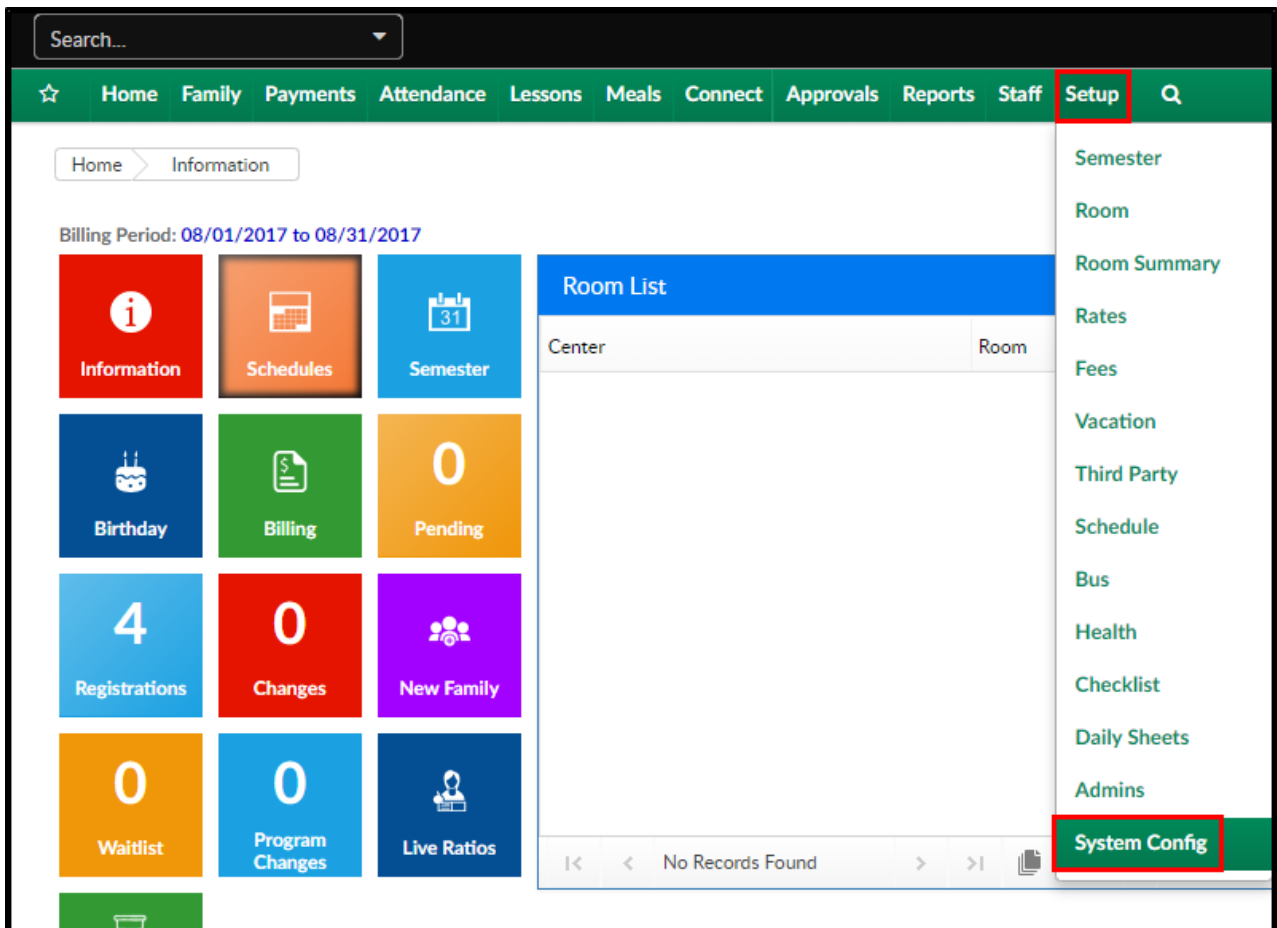 Search...
Home Family Payments Attendance Lessons Meals Connect Approvals Reports Staff Setup
Home Information
Billing Period: 08/01/2017 to 08/31/2017
Information
Schedules
31
Semester
Room List
Center Room
Birthday
$
Billing
0
Pending
4
Registrations
0
Changes
New Family
0
Waitlist
0
Program
Changes
Live Ratios
No Records Found
Semester
Room
Room Summary
Rates
Fees
Vacation
Third Party
Schedule
Bus
Health
Checklist
Daily Sheets
Admins
System Config